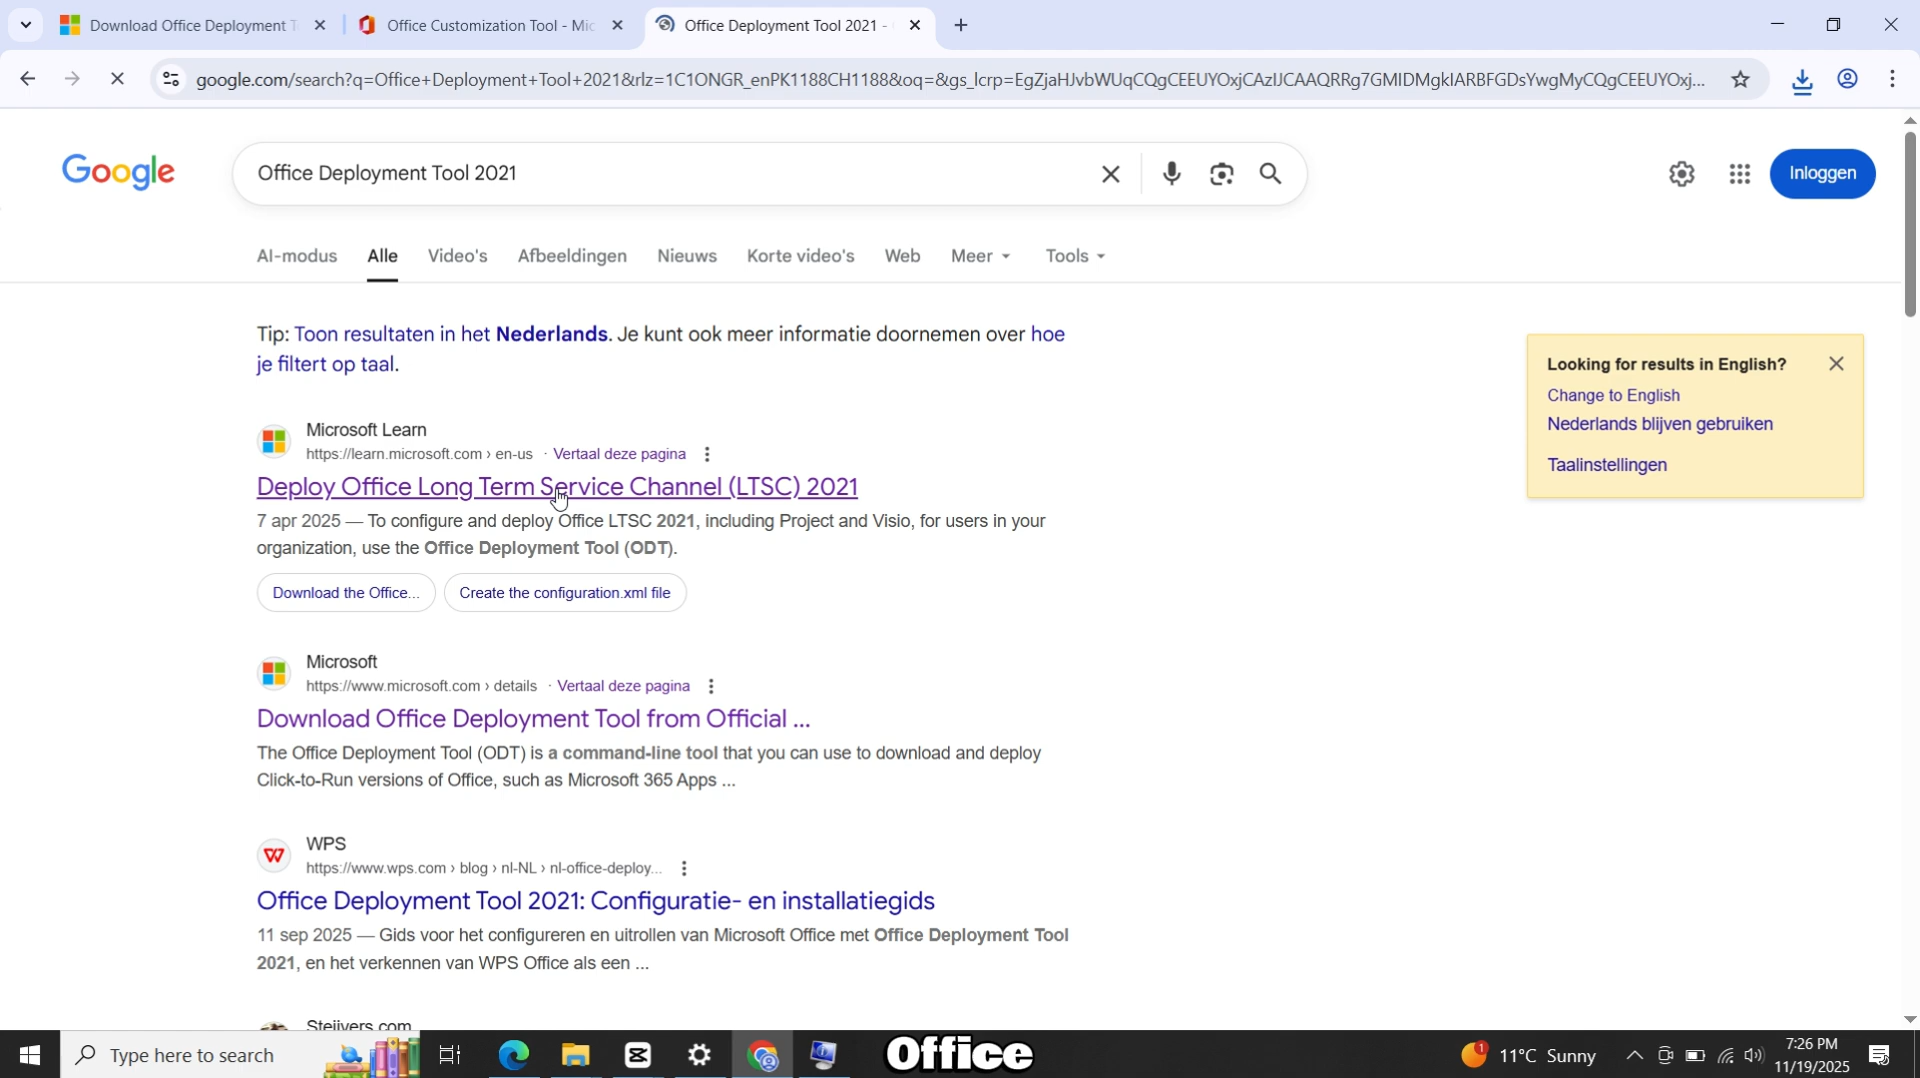 Download Office Deployment T
Office Customization Tool - Mic
Office Deployment Tool 2021 -
google.com/search?q=Office+Deployment+Tool+2021&rlz=1C1ONGR_enPK1188CH1188&oq=&gs_lcrp=EgZjaHJvbWUqCQgCEEUYOxjCAzIJCAAQRRg7GMIDMgkIARBFGDsYwgMyCQgCEEUYOxj...
Google
Office Deployment Tool 2021
Inloggen
AI-modus Alle Video's Afbeeldingen Nieuws Korte video's Web Meer Tools
Tip: Toon resultaten in het Nederlands. Je kunt ook meer informatie doornemen over hoe
je filtert op taal.
Looking for results in English?
Change to English
Nederlands blijven gebruiken
Taalinstellingen
Microsoft Learn
https://learn.microsoft.com › en-us · Vertaal deze pagina
Deploy Office Long Term Service Channel (LTSC) 2021
7 apr 2025 — To configure and deploy Office LTSC 2021, including Project and Visio, for users in your
organization, use the Office Deployment Tool (ODT).
Download the Office...
Create the configuration.xml file
Microsoft
https://www.microsoft.com › details · Vertaal deze pagina
Download Office Deployment Tool from Official ...
The Office Deployment Tool (ODT) is a command-line tool that you can use to download and deploy
Click-to-Run versions of Office, such as Microsoft 365 Apps ...
WPS
https://www.wps.com › blog › nl-NL › nl-office-deploy...
Office Deployment Tool 2021: Configuratie- en installatiegids
11 sep 2025 — Gids voor het configureren en uitrollen van Microsoft Office met Office Deployment Tool
2021, en het verkennen van WPS Office als een ...
Steijvers.com
Type here to search
Office
1
11°C Sunny
7:26 PM
11/19/2025